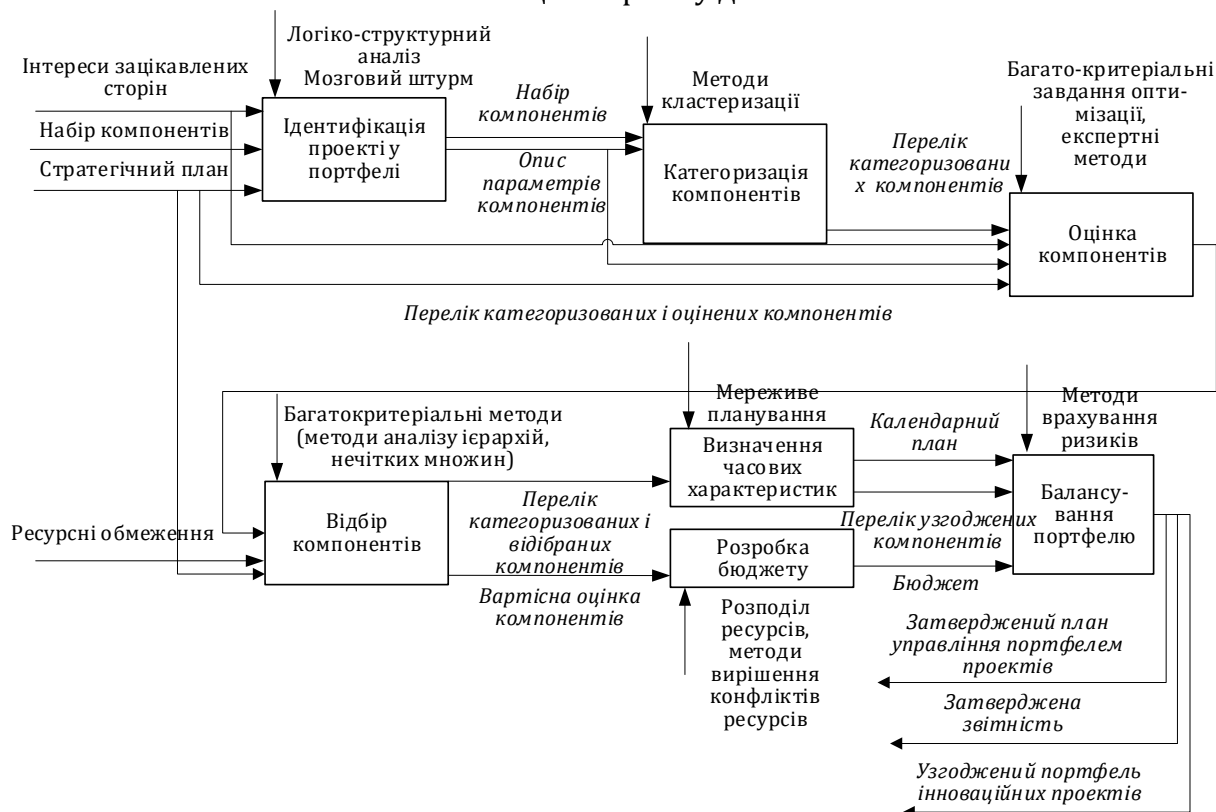 Логіко-структурний
аналіз
Мозговий штурм
Інтереси зацікавлених
сторін
Набір компонентів
Стратегічний план
Ідентифікація
проекті у
портфелі
Набір
компонентів
Опис
параметрів
компонентів
Методи
кластеризації
Категоризація
компонентів
Перелік
категоризовани
х компонентів
Багато-критеріальні
завдання опти-
мізації,
експертні
методи
Оцінка
компонентів
Перелік категоризованих і оцінених компонентів
Багатокритеріальні методи
(методи аналізу ієрархій,
нечітких множин)
Ресурсні обмеження
Відбір
компонентів
Перелік
категоризованих і
відібраних
компонентів
Вартісна оцінка
компонентів
Мереживе
планування
Визначення
часових
характеристик
Розробка
бюджету
Розподіл
ресурсів,
методи
вирішення
конфліктів
ресурсів
Календарний
план
Перелік узгоджених
компонентів
Бюджет
Методи
врахування
ризиків
Балансу-
вання
портфелю
Затверджений план
управління портфелем
проектів
Затверджена
звітність
Узгоджений портфель
інноваційних проектів